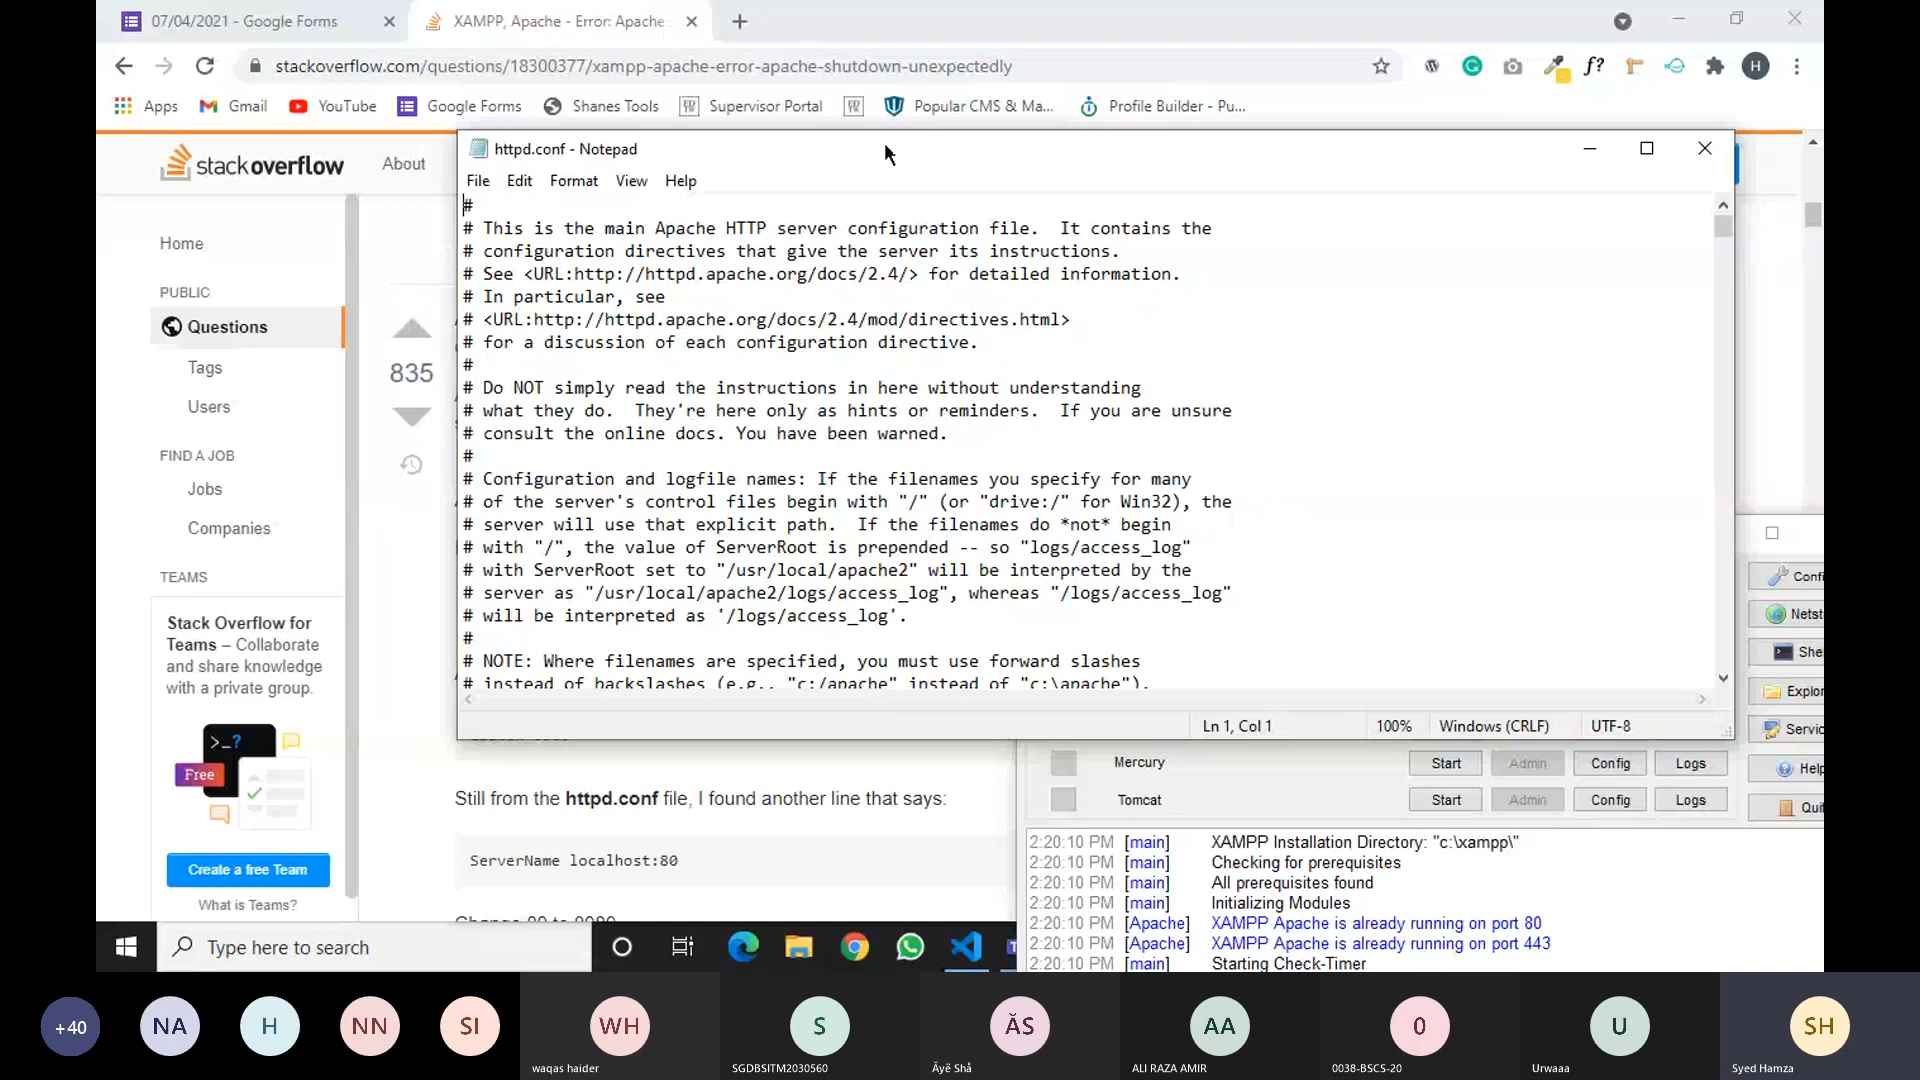 07/04/2021 - Google Forms
XAMPP, Apache - Error: Apache
stackoverflow.com/questions/18300377/xampp-apache-error-apache-shutdown-unexpectedly
f?
H
Apps
Gmail
YouTube
Google Forms
Shanes Tools
Supervisor Portal
Popular CMS & Ma...
Profile Builder - Pu...
stackoverflow
About
Home
PUBLIC
Questions
Tags
Users
FIND A JOB
Jobs
Companies
TEAMS
Stack Overflow for
Teams – Collaborate
and share knowledge
with a private group.
>_?
Free
Create a free Team
What is Teams?
835
httpd.conf - Notepad
File Edit Format View Help
#
# This is the main Apache HTTP server configuration file.  It contains the
# configuration directives that give the server its instructions.
# See <URL:http://httpd.apache.org/docs/2.4/> for detailed information.
# In particular, see
# <URL:http://httpd.apache.org/docs/2.4/mod/directives.html>
# for a discussion of each configuration directive.
#
# Do NOT simply read the instructions in here without understanding
# what they do.  They're here only as hints or reminders.  If you are unsure
# consult the online docs. You have been warned.
#
# Configuration and logfile names: If the filenames you specify for many
# of the server's control files begin with "/" (or "drive:/" for Win32), the
# server will use that explicit path.  If the filenames do *not* begin
# with "/", the value of ServerRoot is prepended -- so "logs/access_log"
# with ServerRoot set to "/usr/local/apache2" will be interpreted by the
# server as "/usr/local/apache2/logs/access_log", whereas "/logs/access_log"
# will be interpreted as '/logs/access_log'.
#
# NOTE: Where filenames are specified, you must use forward slashes
# instead of backslashes (e.g., "c:/apache" instead of "c:\apache").
Ln 1, Col 1
100%
Windows (CRLF)
UTF-8
Still from the httpd.conf file, I found another line that says:
ServerName localhost:80
Confi
Netst
She
Explor
Servic
Help
Quit
Mercury Start Admin Config Logs
Tomcat Start Admin Config Logs
2:20:10 PM [main] XAMPP Installation Directory: "c:\xampp\"
2:20:10 PM [main] Checking for prerequisites
2:20:10 PM [main] All prerequisites found
2:20:10 PM [main] Initializing Modules
2:20:10 PM [Apache] XAMPP Apache is already running on port 80
2:20:10 PM [Apache] XAMPP Apache is already running on port 443
2:20:10 PM [main] Starting Check-Timer
Type here to search
+40
NA
H
NN
SI
WH
S
ĂS
AA
0
U
SH
waqas haider
SGDBSITM2030560
Ăyë Shå
ALI RAZA AMIR
0038-BSCS-20
Urwaaa
Syed Hamza